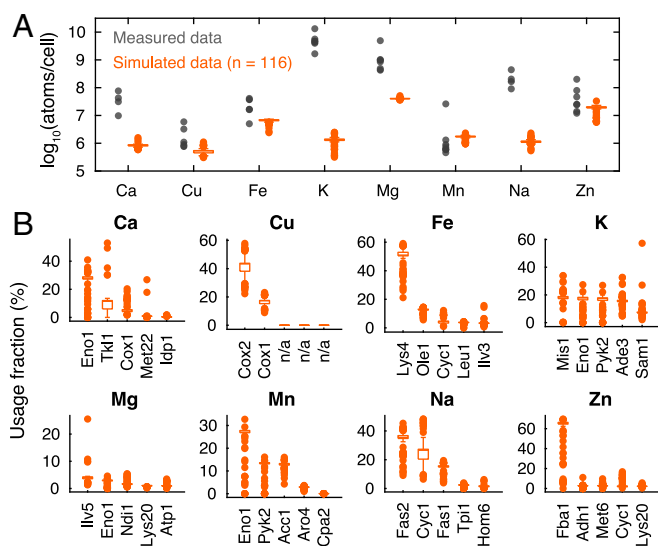 A
log10(atoms/cell)
10
9
8
7
6
5
Measured data
Simulated data (n = 116)
Ca Cu Fe K Mg Mn Na Zn
B
Usage fraction (%)
Ca Cu Fe K
40
20
0
Eno1 Tkl1 Cox1 Met22 Idp1
60
40
20
0
Cox2 Cox1 n/a n/a n/a
60
40
20
0
Lys4 Ole1 Cyc1 Leu1 Ilv3
60
40
20
0
Mis1 Eno1 Pyk2 Ade3 Sam1
Mg Mn Na Zn
20
10
0
Ilv5 Eno1 Ndi1 Lys20 Atp1
30
20
10
0
Eno1 Pyk2 Acc1 Aro4 Cpa2
40
20
0
Fas2 Cyc1 Fas1 Tpi1 Hom6
60
40
20
0
Fba1 Adh1 Met6 Cyc1 Lys20